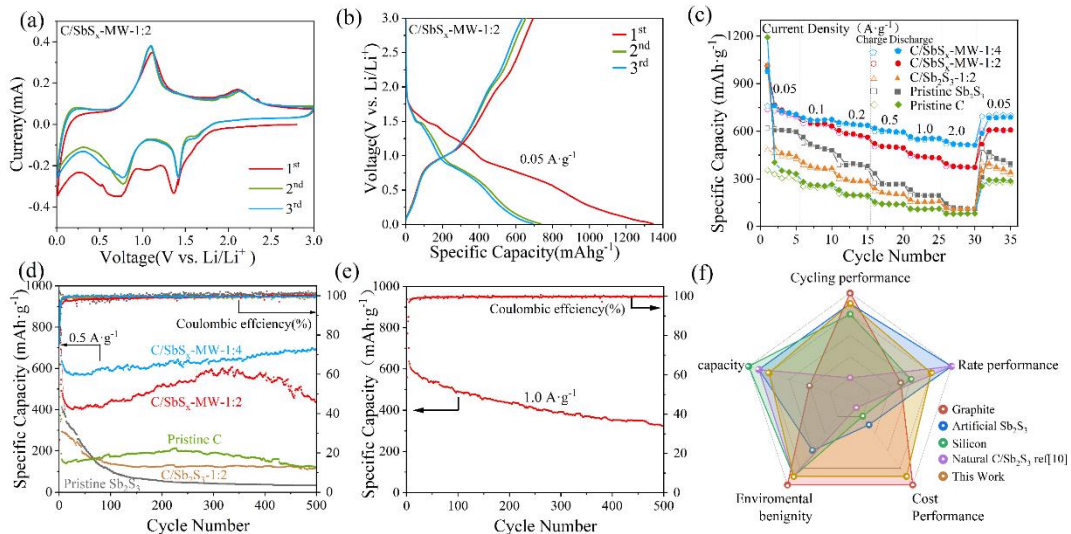 (a)
C/SbSₓ-MW-1:2
0.4
0.2
0.0
-0.2
-0.4
Curreny(mA)
1st
2nd
3rd
0.0 0.6 1.2 1.8 2.4 3.0
Voltage(V vs. Li/Li⁺)
(b)
C/SbSₓ-MW-1:2
3.0
2.5
2.0
1.5
1.0
0.5
0.0
Voltage(V vs. Li/Li⁺)
1st
2nd
3rd
0.05 A·g⁻¹
0 200 400 600 800 1000 1200 1400
Specific Capacity(mAhg⁻¹)
(c)
1200
900
600
300
0
Specific Capacity (mAh·g⁻¹)
Current Density (A·g⁻¹)
Charge Discharge
C/SbSₓ-MW-1:4
C/SbSₓ-MW-1:2
C/Sb₂S₃-1:2
Pristine Sb₂S₃
Pristine C
0.05
0.1
0.2
0.5
1.0
2.0
0.05
0 5 10 15 20 25 30 35
Cycle Number
(d)
1000
800
600
400
200
0
Specific Capacity (mAh·g⁻¹)
100
80
60
40
20
0
Coulombic effciency(%)
0.5 A·g⁻¹
C/SbSₓ-MW-1:4
C/SbSₓ-MW-1:2
Pristine C
C/Sb₂S₃-1:2
Pristine Sb₂S₃
0 100 200 300 400 500
Cycle Number
(e)
1000
800
600
400
200
0
Specific Capacity (mAh·g⁻¹)
100
80
60
40
20
0
Coulombic effciency(%)
1.0 A·g⁻¹
0 100 200 300 400 500
Cycle Number
(f)
Cycling performance
capacity
Rate performance
Enviromental
benignity
Cost
Performance
Graphite
Artificial Sb₂S₃
Silicon
Natural C/Sb₂S₃ ref[10]
This Work